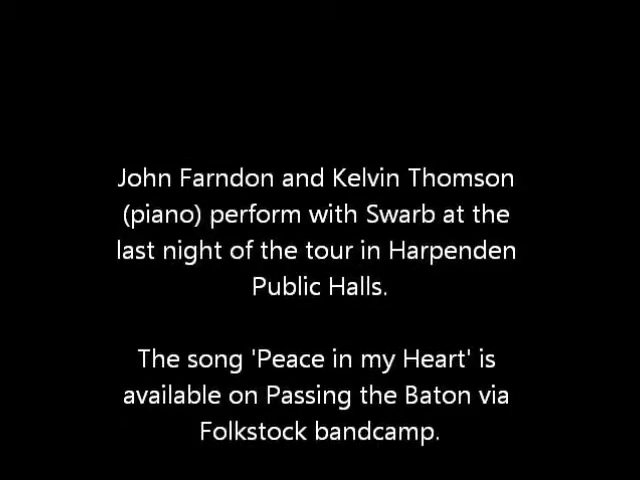 John Farndon and Kelvin Thomson
(piano) perform with Swarb at the
last night of the tour in Harpenden
Public Halls.
The song 'Peace in my Heart' is
available on Passing the Baton via
Folkstock bandcamp.